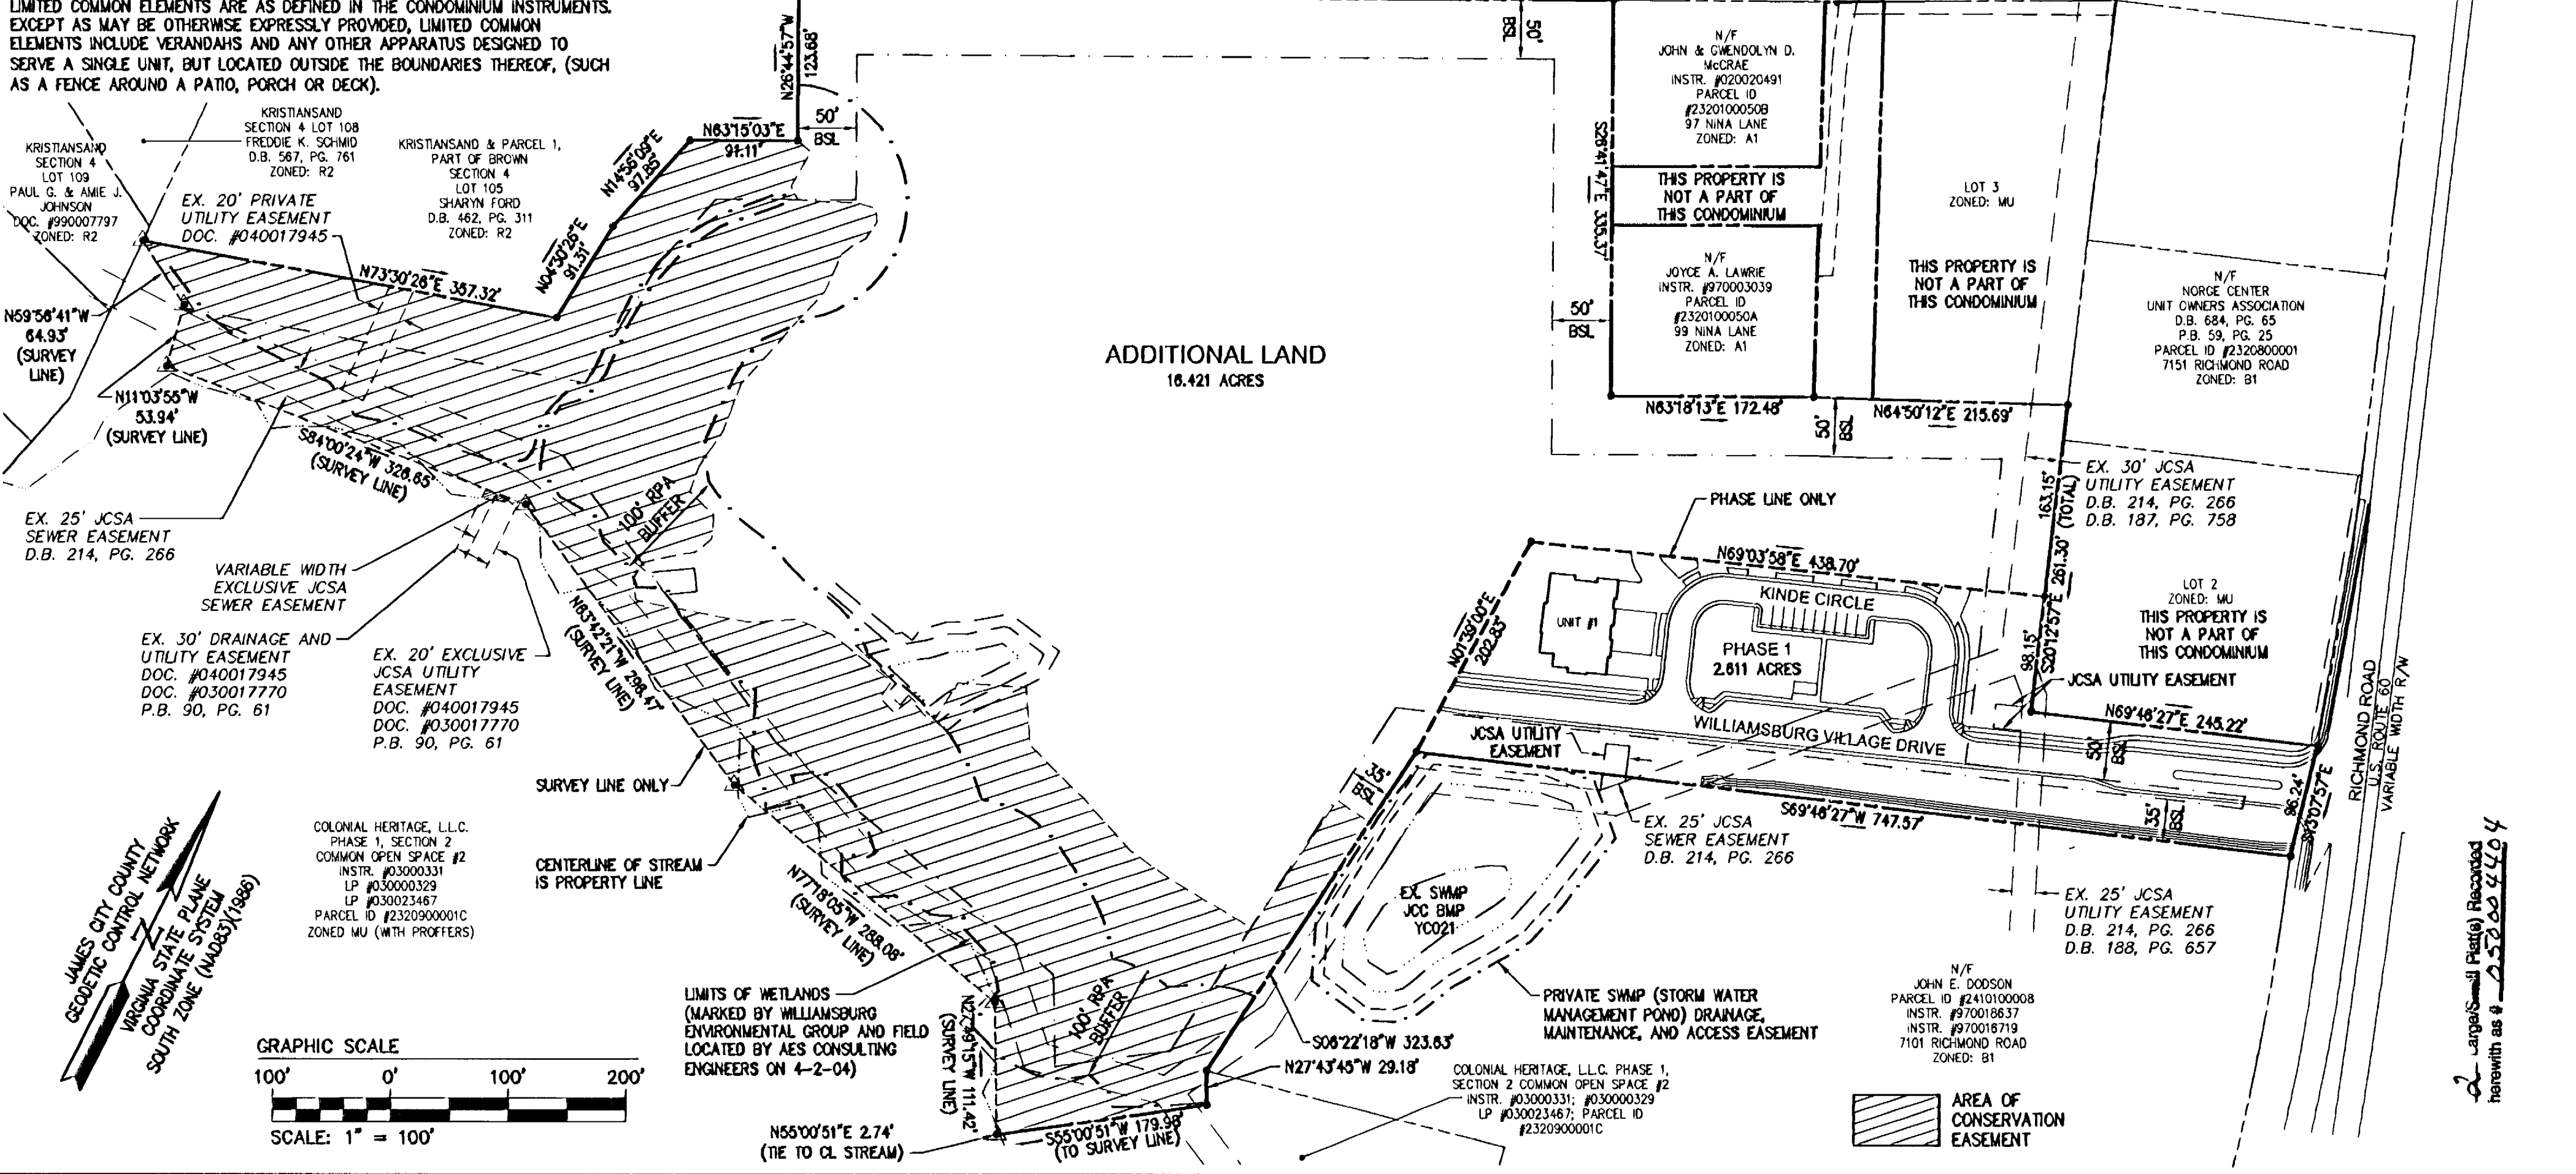 LIMITED COMMON ELEMENTS ARE AS DEFINED IN THE CONDOMINIUM INSTRUMENTS.
EXCEPT AS MAY BE OTHERWISE EXPRESSLY PROVIDED, LIMITED COMMON
ELEMENTS INCLUDE VERANDAHS AND ANY OTHER APPARATUS DESIGNED TO
SERVE A SINGLE UNIT, BUT LOCATED OUTSIDE THE BOUNDARIES THEREOF, (SUCH
AS A FENCE AROUND A PATIO, PORCH OR DECK).
KRISTIANSAND
SECTION 4
LOT 109
PAUL G. & AMIE J.
JOHNSON
DOC. #990007797
ZONED: R2
KRISTIANSAND
SECTION 4 LOT 108
FREDDIE K. SCHMID
D.B. 567, PG. 761
ZONED: R2
KRISTIANSAND & PARCEL 1,
PART OF BROWN
SECTION 4
LOT 105
SHARYN FORD
D.B. 462, PG. 311
ZONED: R2
EX. 20' PRIVATE
UTILITY EASEMENT
DOC. #040017945
N26°44'57"W
123.68'
50'
BSL
N63°15'03"E
91.11'
N14°56'09"E
97.85'
N04°30'26"E
91.31'
N73°30'26"E 367.32'
N59°56'41"W
64.93'
(SURVEY
LINE)
N11°03'55"W
53.94'
(SURVEY LINE)
S84°00'24"W 326.65'
(SURVEY LINE)
EX. 25' JCSA
SEWER EASEMENT
D.B. 214, PG. 266
VARIABLE WIDTH
EXCLUSIVE JCSA
SEWER EASEMENT
EX. 30' DRAINAGE AND
UTILITY EASEMENT
DOC. #040017945
DOC. #030017770
P.B. 90, PG. 61
EX. 20' EXCLUSIVE
JCSA UTILITY
EASEMENT
DOC. #040017945
DOC. #030017770
P.B. 90, PG. 61
100' RPA
BUFFER
N63°42'21"W 296.47'
(SURVEY LINE)
SURVEY LINE ONLY
CENTERLINE OF STREAM
IS PROPERTY LINE
N77°18'05"W 288.08'
(SURVEY LINE)
COLONIAL HERITAGE, L.L.C.
PHASE 1, SECTION 2
COMMON OPEN SPACE #2
INSTR. #03000331
LP #030000329
LP #030023467
PARCEL ID #2320900001C
ZONED MU (WITH PROFFERS)
JAMES CITY COUNTY
GEODETIC CONTROL NETWORK
VIRGINIA STATE PLANE
COORDINATE SYSTEM
SOUTH ZONE (NAD83)(1986)
GRAPHIC SCALE
100' 0' 100' 200'
SCALE: 1" = 100'
LIMITS OF WETLANDS
(MARKED BY WILLIAMSBURG
ENVIRONMENTAL GROUP AND FIELD
LOCATED BY AES CONSULTING
ENGINEERS ON 4-2-04)
N27°49'15"W 111.42'
(SURVEY LINE)
100' RPA
BUFFER
N55°00'51"E 2.74'
(TIE TO CL STREAM)
S55°00'51"W 179.98'
(TO SURVEY LINE)
N27°43'45"W 29.18'
S06°22'18"W 323.63'
COLONIAL HERITAGE, L.L.C. PHASE 1,
SECTION 2 COMMON OPEN SPACE #2
INSTR. #03000331; #030000329
LP #030023467; PARCEL ID
#2320900001C
ADDITIONAL LAND
16.421 ACRES
50'
BSL
N/F
JOHN & GWENDOLYN D.
McCRAE
INSTR. #020020491
PARCEL ID
#2320100050B
97 NINA LANE
ZONED: A1
THIS PROPERTY IS
NOT A PART OF
THIS CONDOMINIUM
S26°41'47"E 335.37'
N/F
JOYCE A. LAWRIE
INSTR. #970003039
PARCEL ID
#2320100050A
99 NINA LANE
ZONED: A1
50'
BSL
LOT 3
ZONED: MU
THIS PROPERTY IS
NOT A PART OF
THIS CONDOMINIUM
N/F
NORGE CENTER
UNIT OWNERS ASSOCIATION
D.B. 684, PG. 65
P.B. 59, PG. 25
PARCEL ID #2320800001
7151 RICHMOND ROAD
ZONED: B1
N63°18'13"E 172.48'
50'
BSL
N64°50'12"E 215.69'
EX. 30' JCSA
UTILITY EASEMENT
D.B. 214, PG. 266
D.B. 187, PG. 758
163.15'
(TOTAL)
S20°12'57"E 261.30'
98.15'
PHASE LINE ONLY
N69°03'58"E 438.70'
N01°39'00"E
202.83'
UNIT #1
KINDE CIRCLE
PHASE 1
2.611 ACRES
WILLIAMSBURG VILLAGE DRIVE
LOT 2
ZONED: MU
THIS PROPERTY IS
NOT A PART OF
THIS CONDOMINIUM
JCSA UTILITY EASEMENT
N69°46'27"E 245.22'
50'
BSL
JCSA UTILITY
EASEMENT
35'
BSL
S69°46'27"W 747.57'
35'
BSL
96.24'
S13°07'57"E
RICHMOND ROAD
U.S. ROUTE 60
VARIABLE WIDTH R/W
EX. 25' JCSA
SEWER EASEMENT
D.B. 214, PG. 266
EX. SWMP
JCC BMP
YC021
PRIVATE SWMP (STORM WATER
MANAGEMENT POND) DRAINAGE,
MAINTENANCE, AND ACCESS EASEMENT
EX. 25' JCSA
UTILITY EASEMENT
D.B. 214, PG. 266
D.B. 188, PG. 657
N/F
JOHN E. DODSON
PARCEL ID #2410100008
INSTR. #970018637
INSTR. #970016719
7101 RICHMOND ROAD
ZONED: B1
AREA OF
CONSERVATION
EASEMENT
2 Large/Small Plat(s) Recorded
herewith as # 050004404